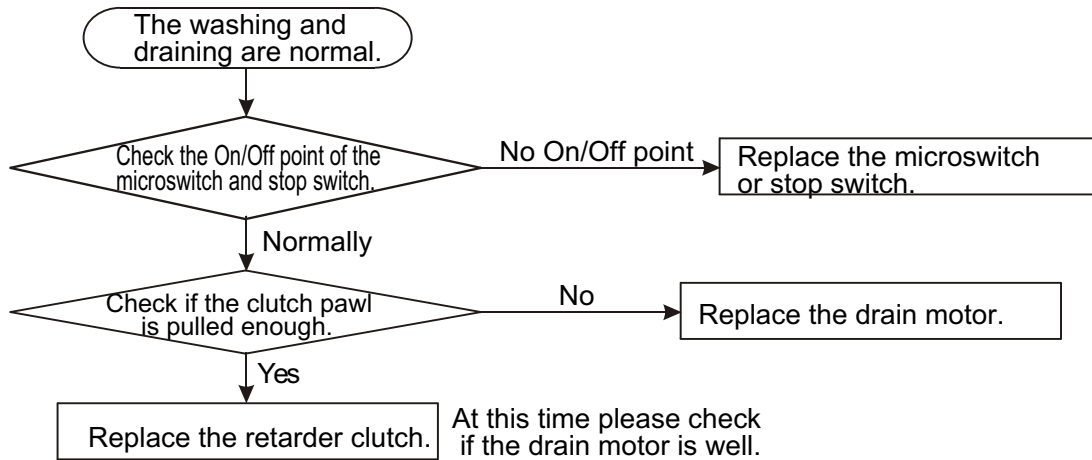 The washing and
draining are normal.
Check the On/Off point of the
microswitch and stop switch.
No On/Off point
Replace the microswitch
or stop switch.
Normally
Check if the clutch pawl
is pulled enough.
No
Replace the drain motor.
Yes
Replace the retarder clutch.
At this time please check
if the drain motor is well.